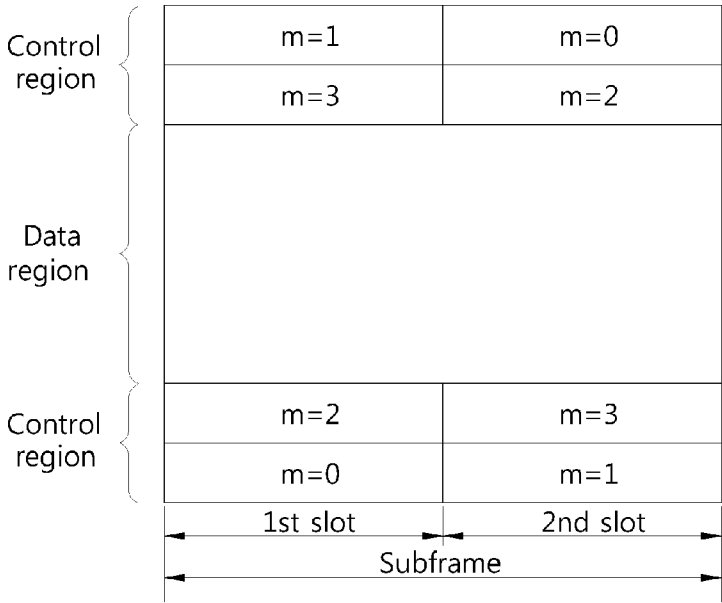 Control
region
m=1
m=0
m=3
m=2
Data
region
Control
region
m=2
m=3
m=0
m=1
1st slot
2nd slot
Subframe